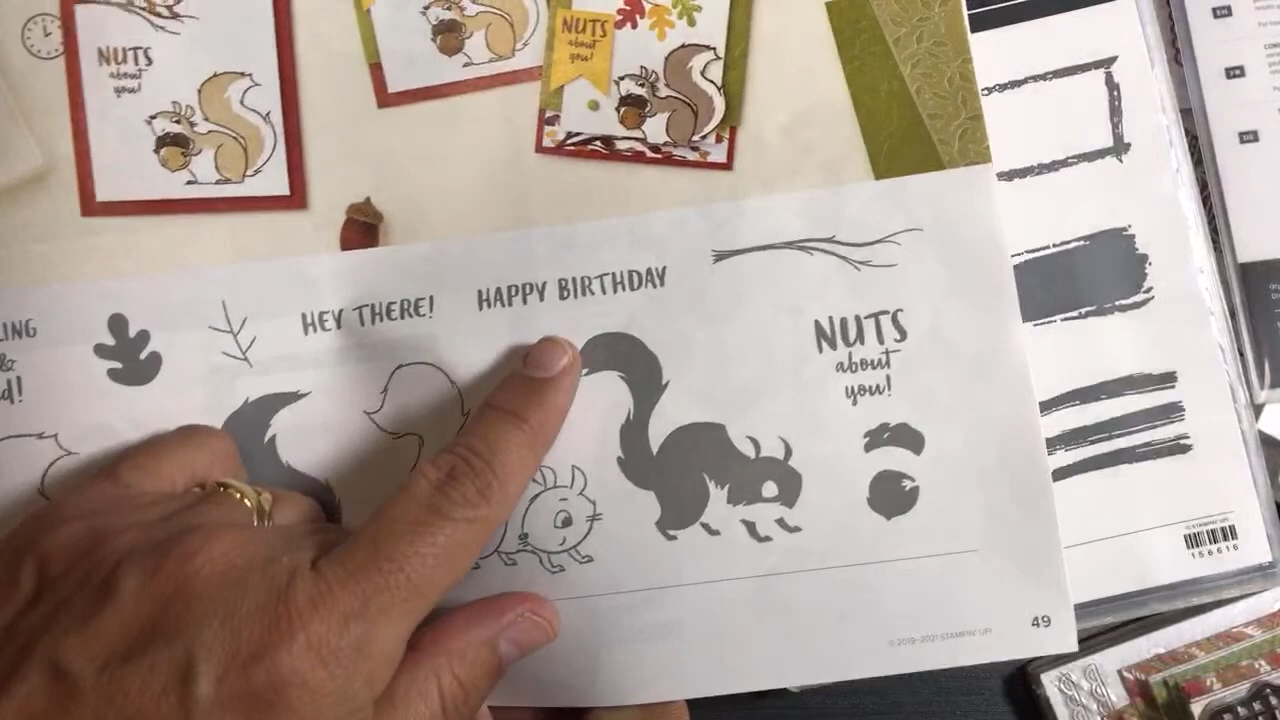 NUTS
about
you!
NUTS
about
you!
HEY THERE!
HAPPY BIRTHDAY
NUTS
about
you!
49
© 2019-2021 STAMPIN' UP!
© STAMPIN' UP!
156616